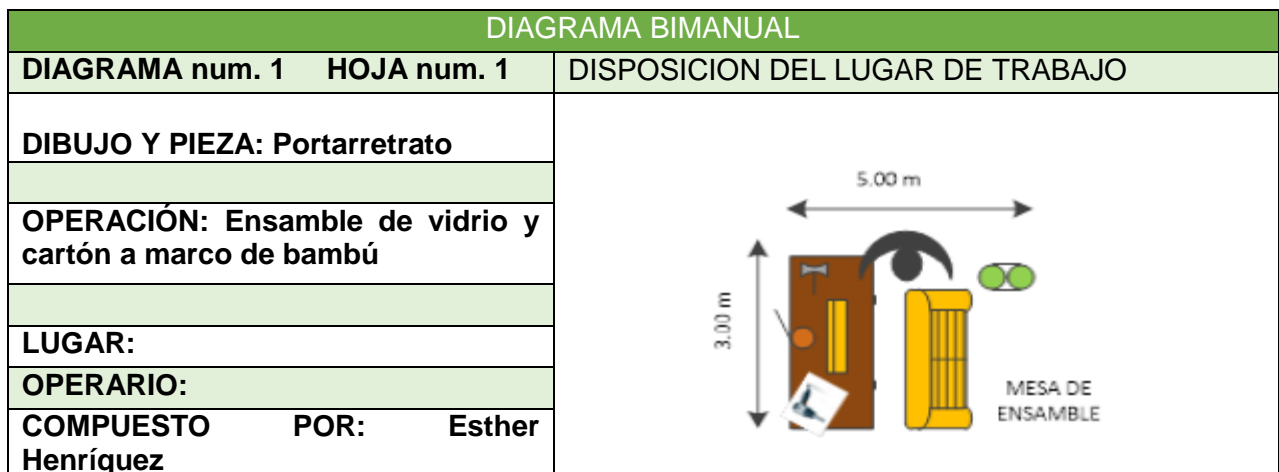 DIAGRAMA BIMANUAL
DIAGRAMA num. 1 HOJA num. 1
DISPOSICION DEL LUGAR DE TRABAJO
DIBUJO Y PIEZA: Portarretrato
OPERACIÓN: Ensamble de vidrio y
cartón a marco de bambú
LUGAR:
OPERARIO:
COMPUESTO POR: Esther
Henríquez
5.00 m
3.00 m
MESA DE
ENSAMBLE